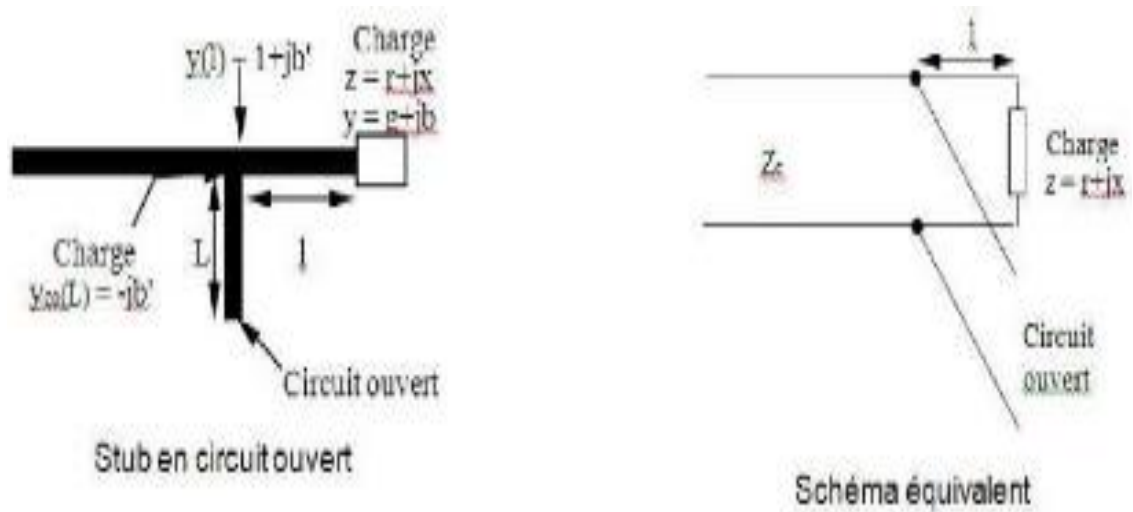 y(l) = 1+jb'
Charge
z = r+jx
y = g+jb
Charge
yco(L) = -jb'
L
l
Circuit ouvert
Stub en circuit ouvert
l
Zc
Charge
z = r+jx
Circuit
ouvert
Schéma équivalent